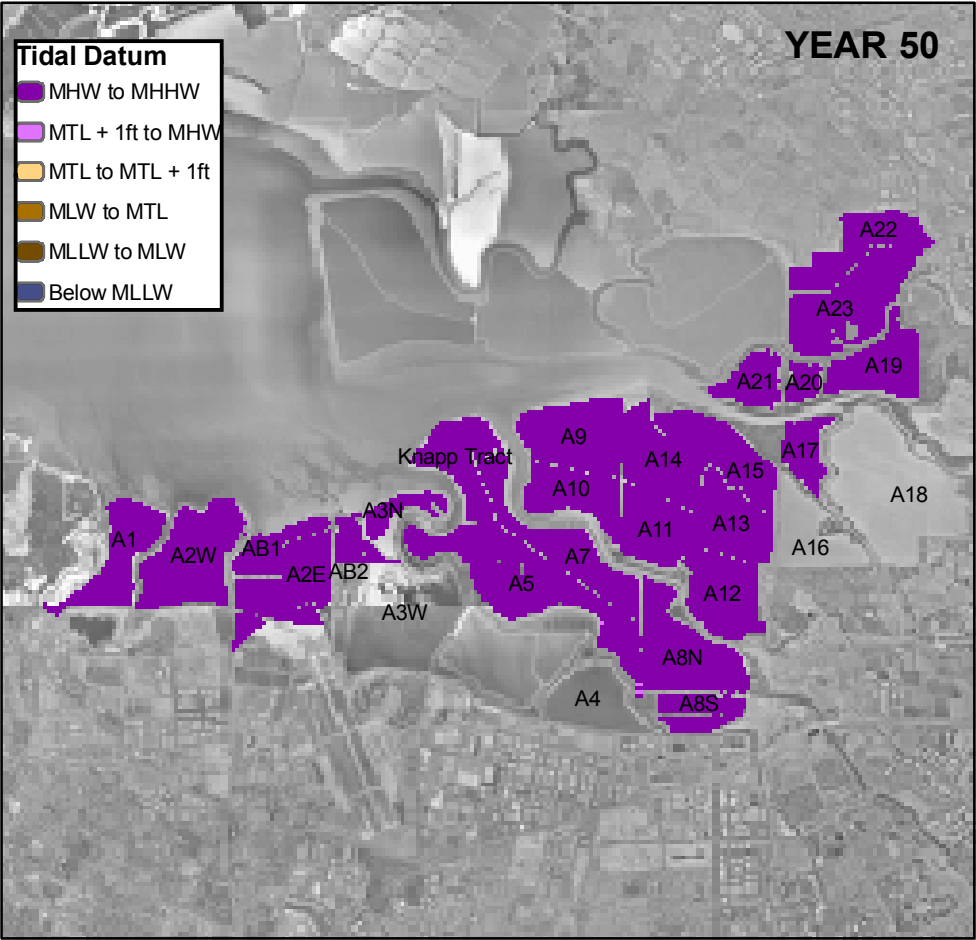 YEAR 50
Tidal Datum
MHW to MHHW
MTL + 1ft to MHW
MTL to MTL + 1ft
MLW to MTL
MLLW to MLW
Below MLLW
A22
A23
A19
A21
A20
A9
Knapp Tract
A14
A17
A15
A10
A18
A3N
A11
A13
A1
A2W
AB1
A16
A7
A2E
AB2
A5
A12
A3W
A8N
A4
A8S